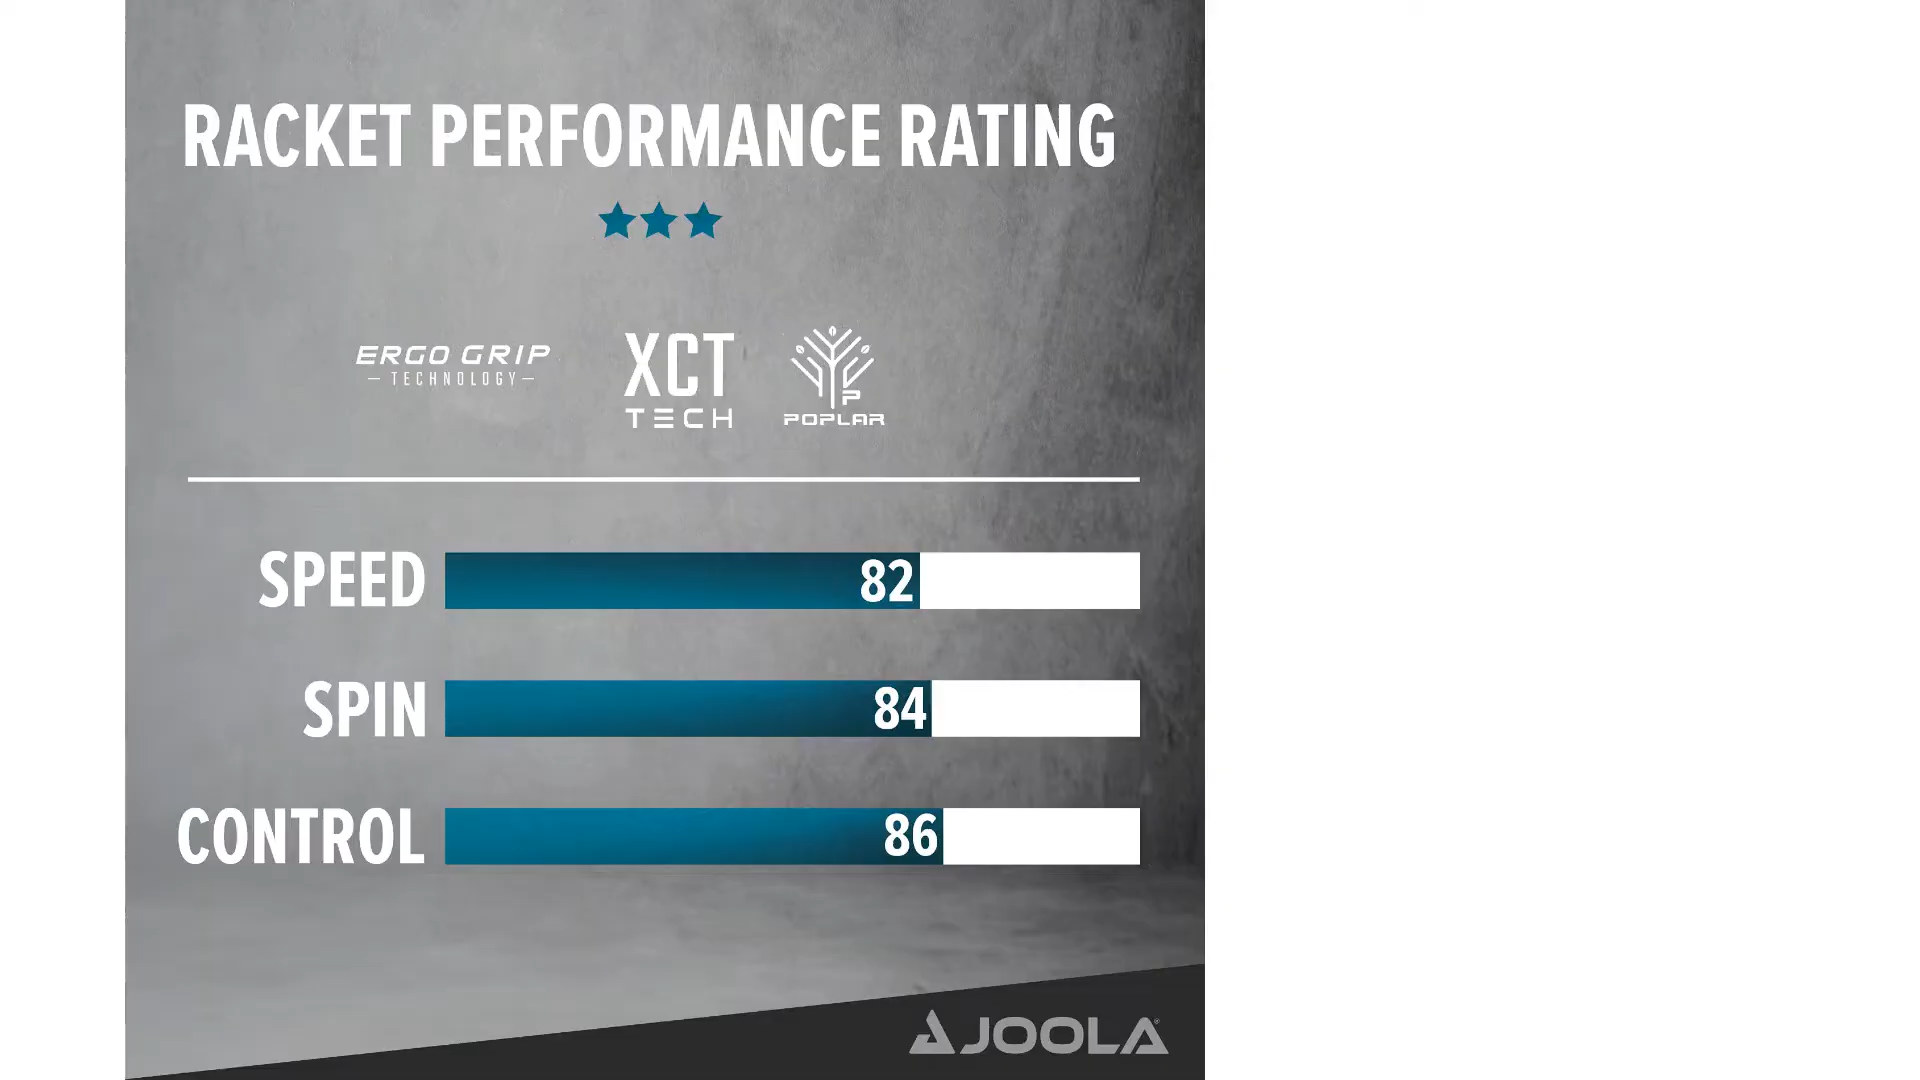 RACKET PERFORMANCE RATING
ERGO GRIP
TECHNOLOGY
XCT
TECH
P
POPLAR
SPEED 82
SPIN 84
CONTROL 86
JOOLA